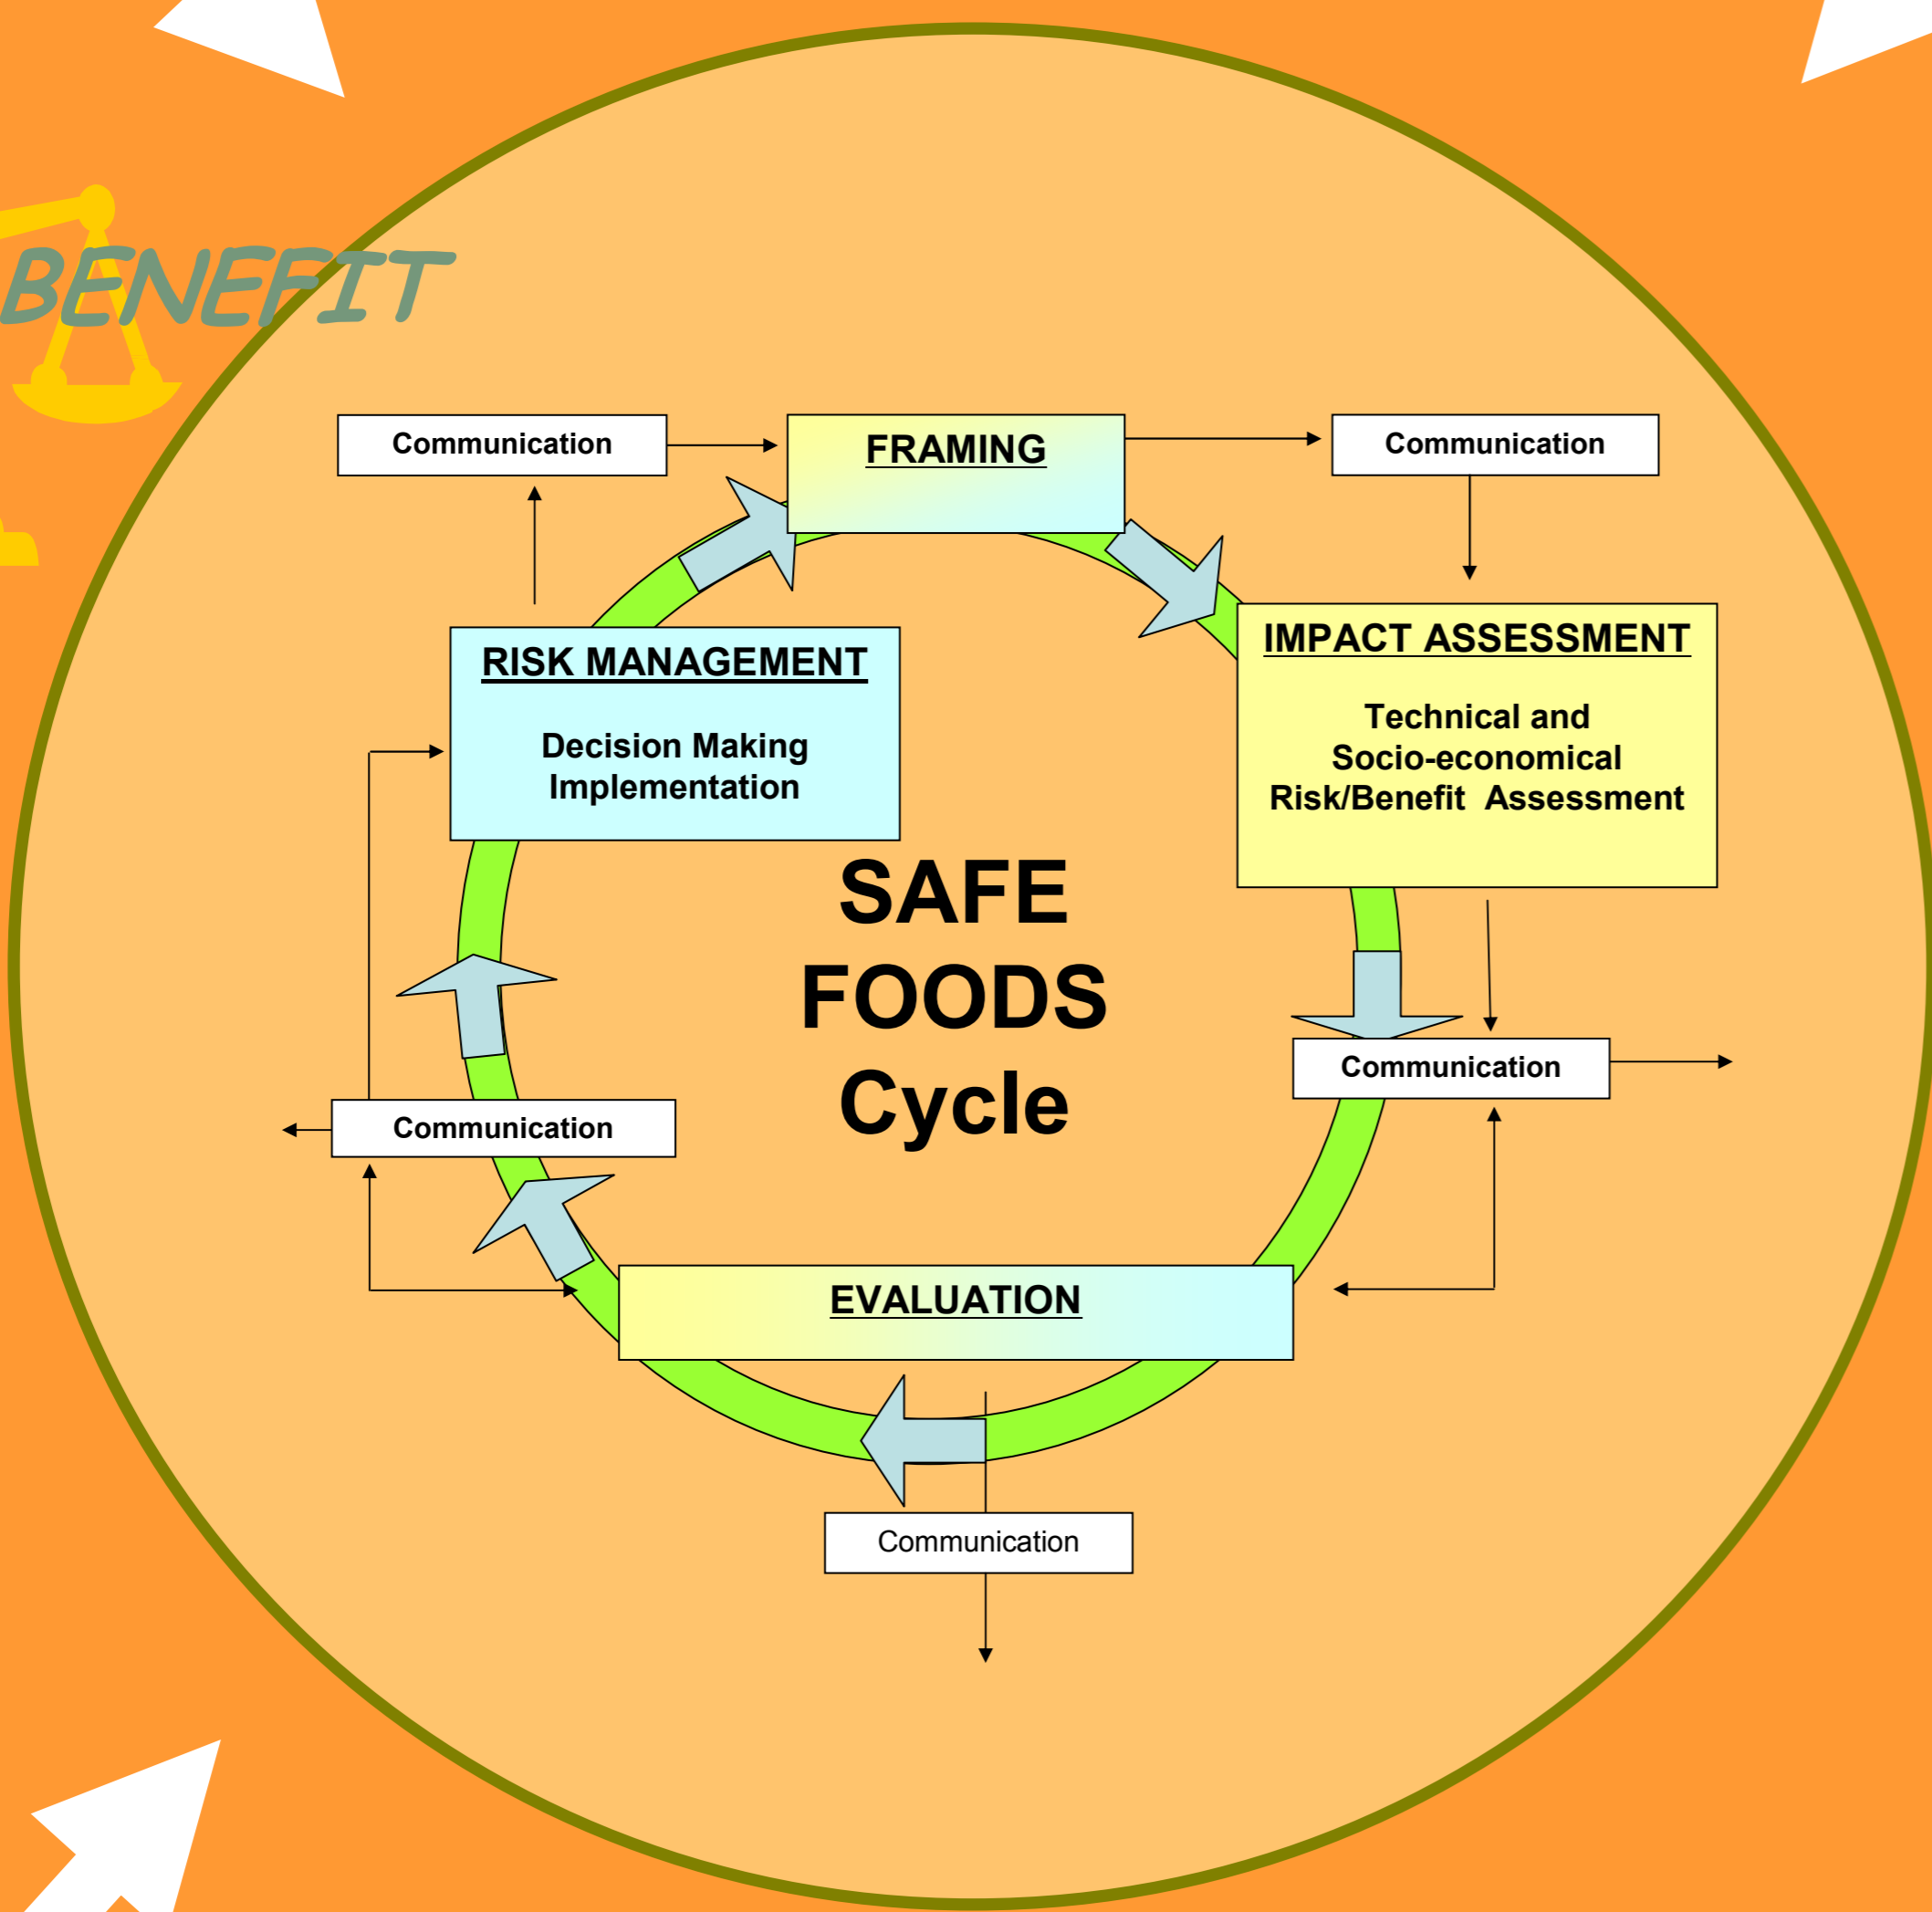 BENEFIT
Communication
FRAMING
Communication
RISK MANAGEMENT
Decision Making
Implementation
IMPACT ASSESSMENT
Technical and
Socio-economical
Risk/Benefit  Assessment
SAFE
FOODS
Cycle
Communication
Communication
EVALUATION
Communication